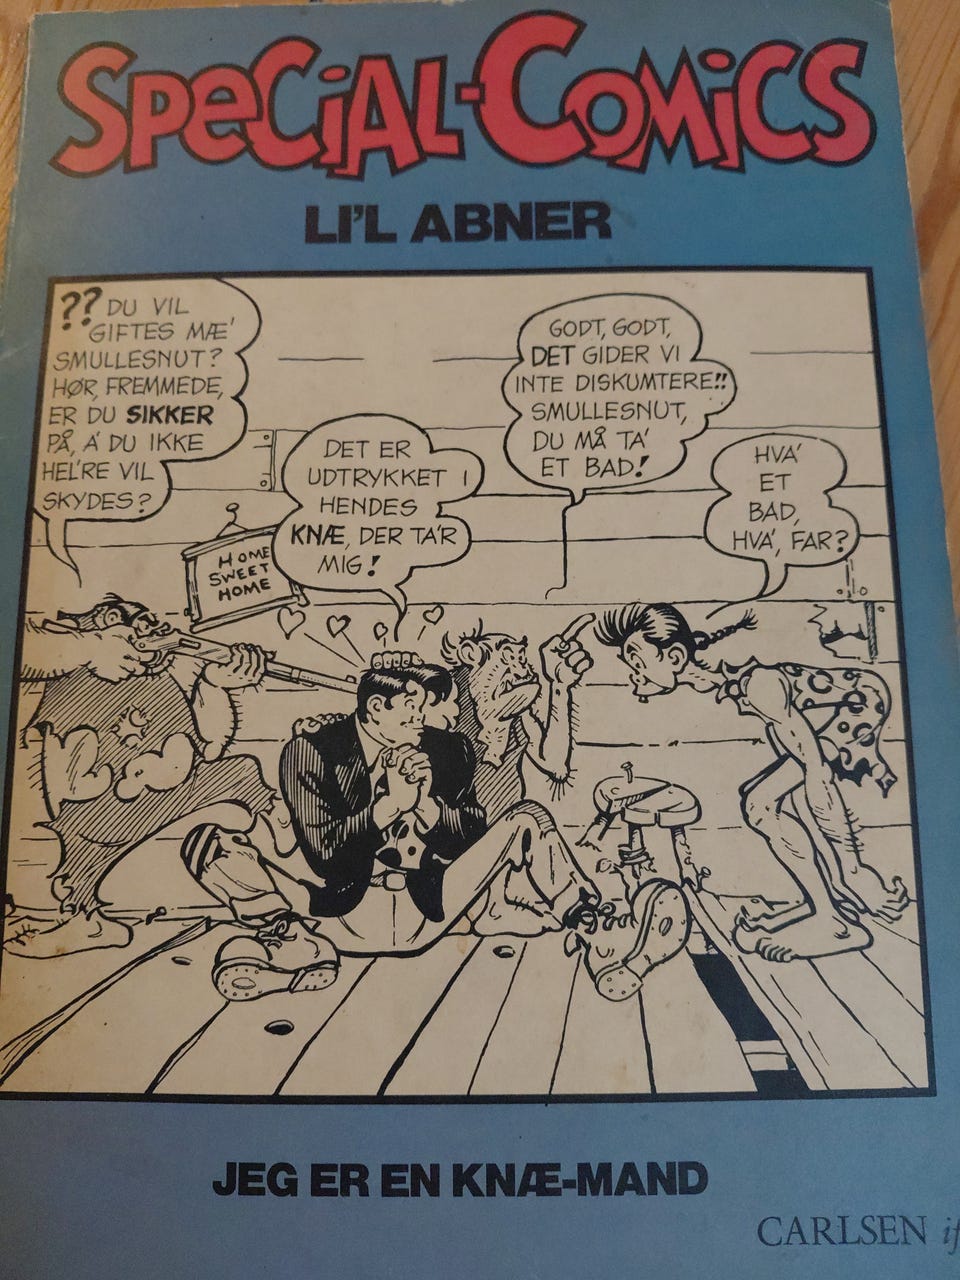 SPECIAL-COMICS
LI'L ABNER
?? DU VIL
GIFTES MÆ'
SMULLESNUT?
HØR, FREMMEDE,
ER DU SIKKER
PÅ, A' DU IKKE
HEL'RE VIL
SKYDES?
DET ER
UDTRYKKET I
HENDES
KNÆ, DER TA'R
MIG!
GODT, GODT,
DET GIDER VI
INTE DISKUMTERE!!
SMULLESNUT,
DU MÅ TA'
ET BAD!
HVA'
ET
BAD,
HVA', FAR?
HOME
SWEET
HOME
JEG ER EN KNÆ-MAND
CARLSEN if